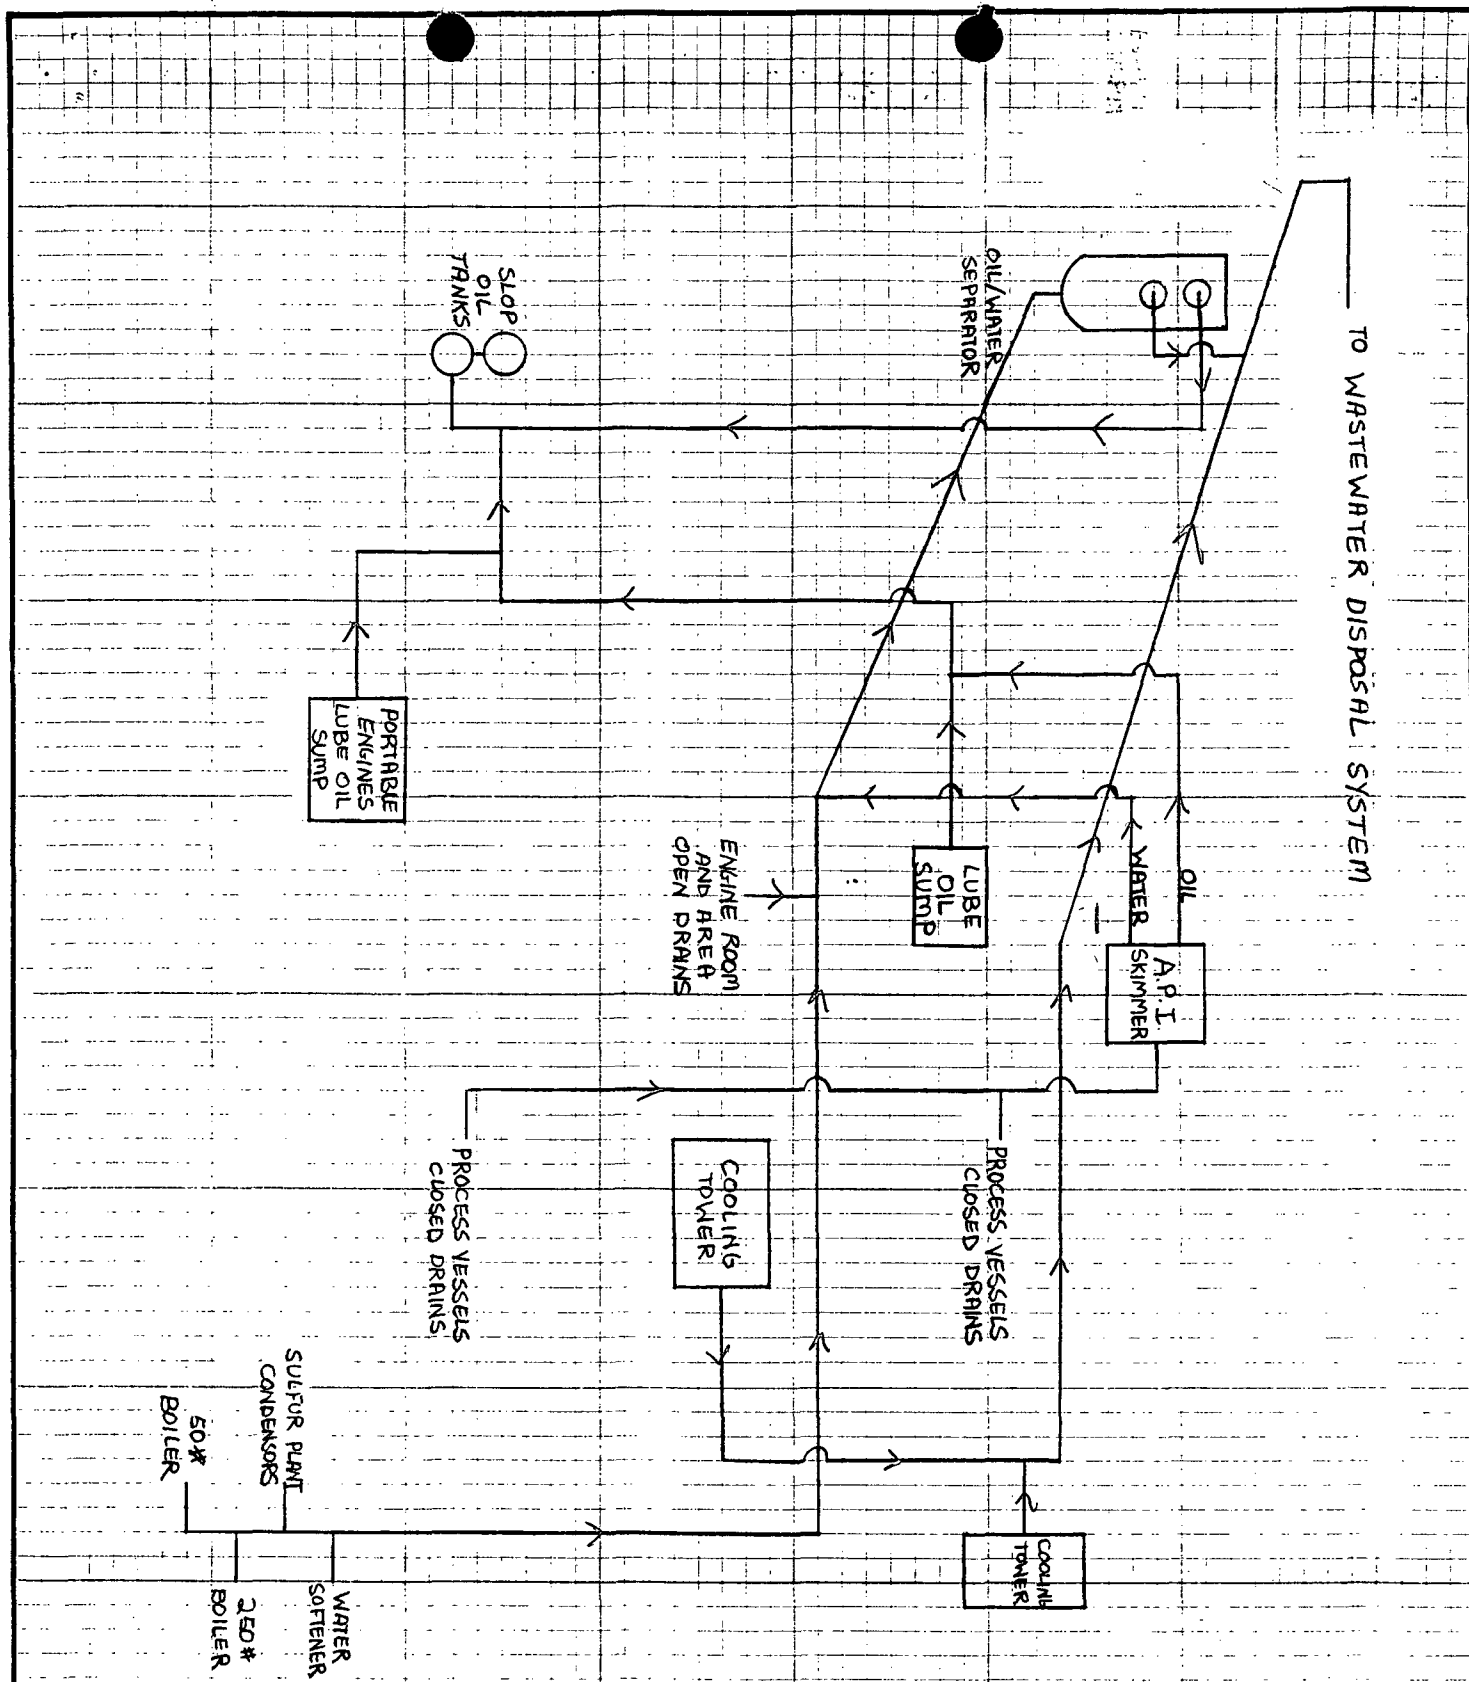 TO WASTEWATER DISPOSAL SYSTEM
OIL/WATER
SEPARATOR
SLOP
OIL
TANKS
OIL
WATER
A.P.I.
SKIMMER
LUBE
OIL
SUMP
ENGINE ROOM
AND AREA
OPEN DRAINS
PORTABLE
ENGINES
LUBE OIL
SUMP
PROCESS VESSELS
CLOSED DRAINS
PROCESS VESSELS
CLOSED DRAINS
COOLING
TOWER
COOLING
TOWER
SULFUR PLANT
CONDENSORS
50#
BOILER
WATER
SOFTENER
250#
BOILER